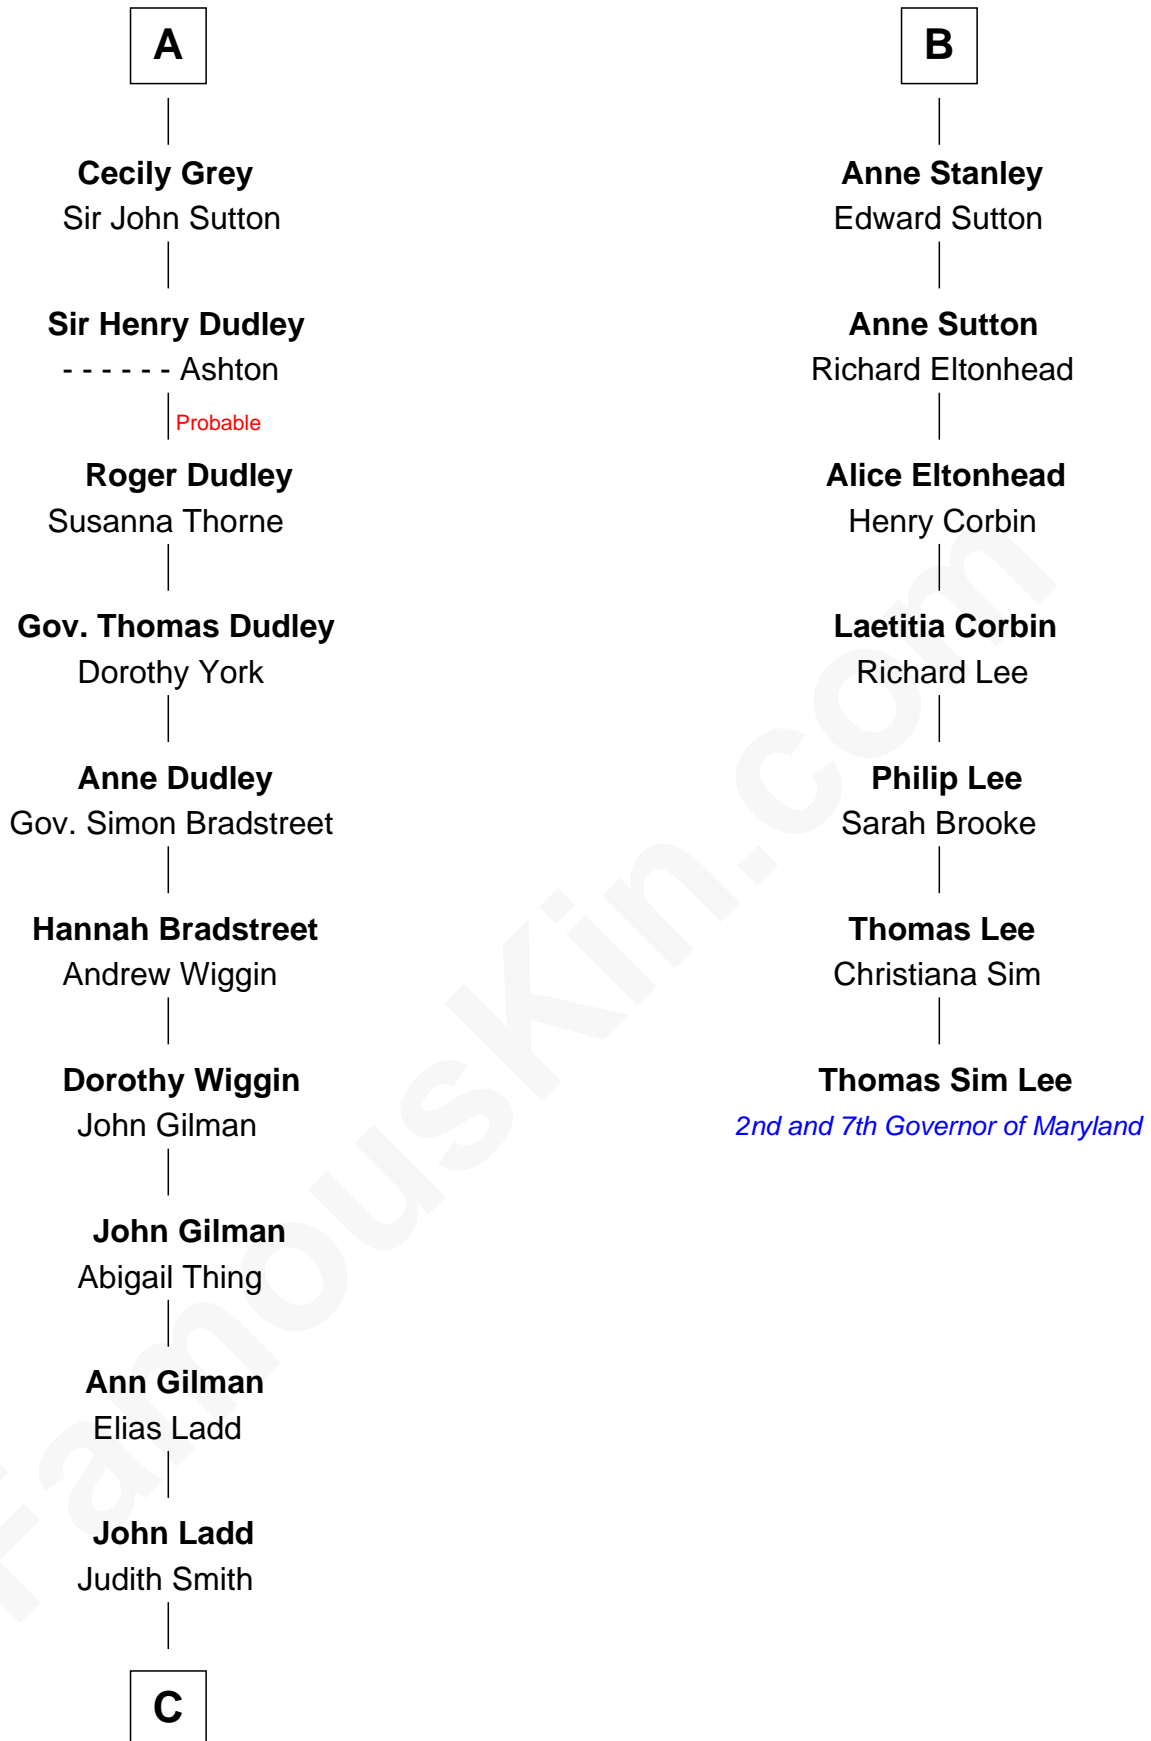 A
Cecily Grey
Sir John Sutton
Sir Henry Dudley
- - - - - - Ashton
Probable
Roger Dudley
Susanna Thorne
Gov. Thomas Dudley
Dorothy York
Anne Dudley
Gov. Simon Bradstreet
Hannah Bradstreet
Andrew Wiggin
Dorothy Wiggin
John Gilman
John Gilman
Abigail Thing
Ann Gilman
Elias Ladd
John Ladd
Judith Smith
C
B
Anne Stanley
Edward Sutton
Anne Sutton
Richard Eltonhead
Alice Eltonhead
Henry Corbin
Laetitia Corbin
Richard Lee
Philip Lee
Sarah Brooke
Thomas Lee
Christiana Sim
Thomas Sim Lee
2nd and 7th Governor of Maryland
FamousKin.com